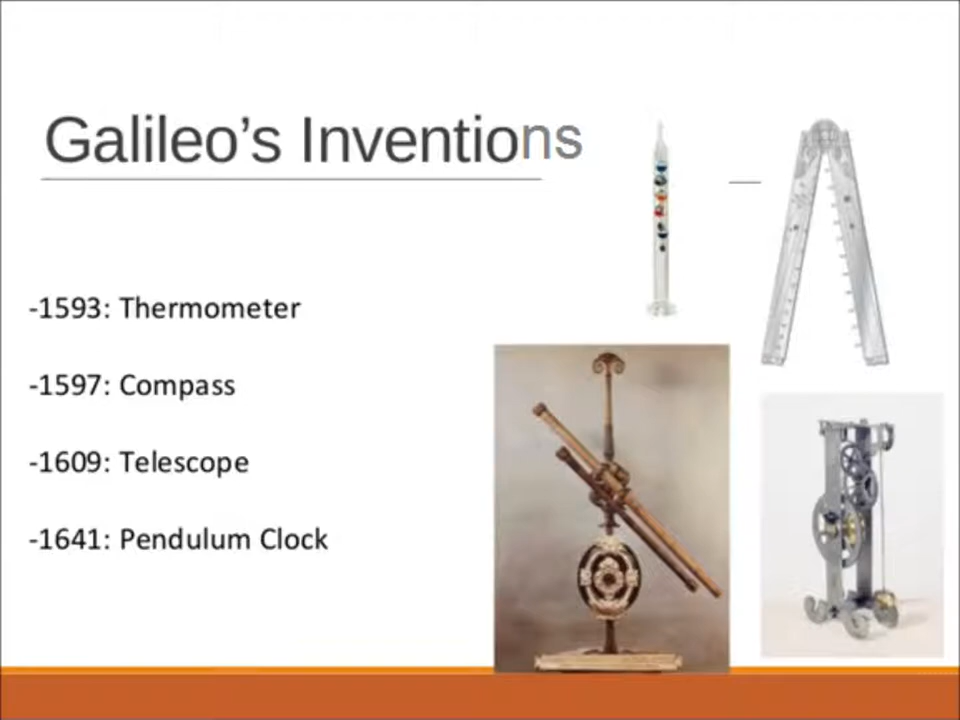 Galileo's Inventions
-1593: Thermometer
-1597: Compass
-1609: Telescope
-1641: Pendulum Clock